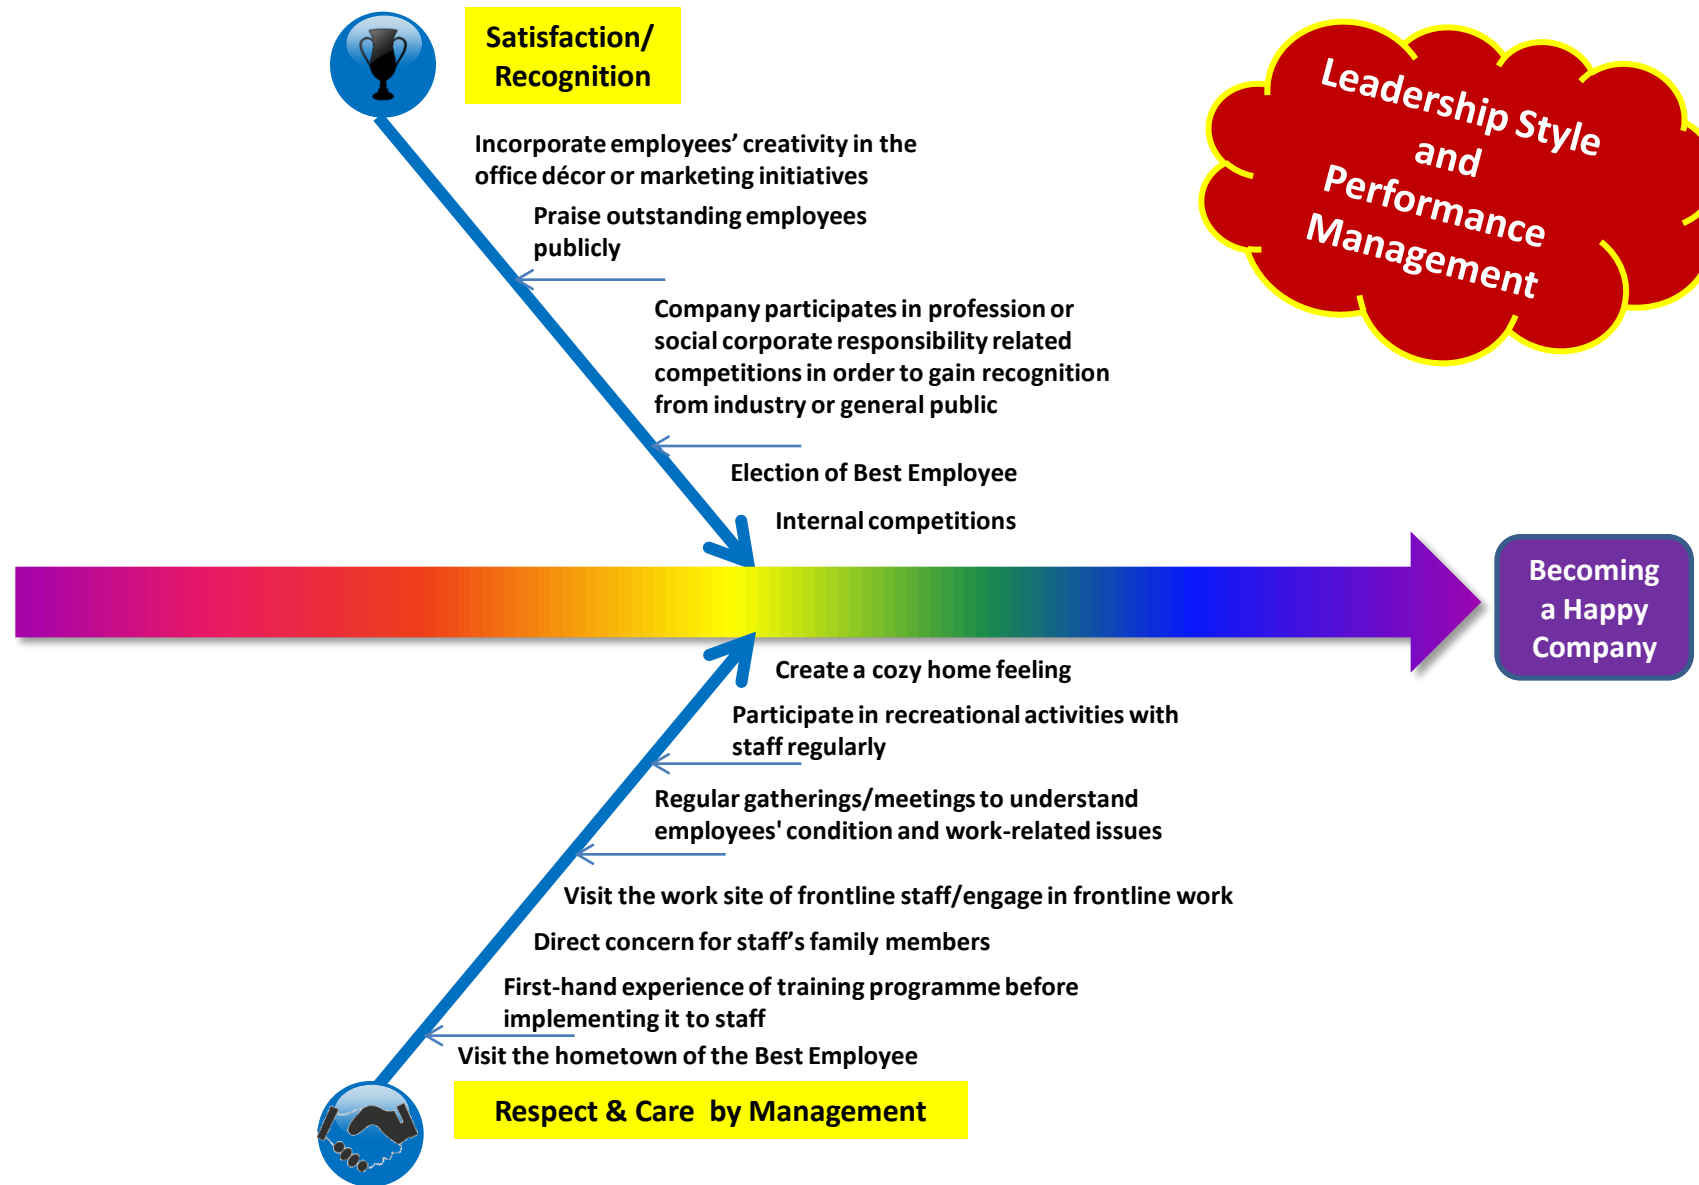 Satisfaction/
Recognition
Leadership Style
and
Performance
Management
Incorporate employees’ creativity in the
office décor or marketing initiatives
Praise outstanding employees
publicly
Company participates in profession or
social corporate responsibility related
competitions in order to gain recognition
from industry or general public
Election of Best Employee
Internal competitions
Becoming
a Happy
Company
Create a cozy home feeling
Participate in recreational activities with
staff regularly
Regular gatherings/meetings to understand
employees' condition and work-related issues
Visit the work site of frontline staff/engage in frontline work
Direct concern for staff’s family members
First-hand experience of training programme before
implementing it to staff
Visit the hometown of the Best Employee
Respect & Care by Management